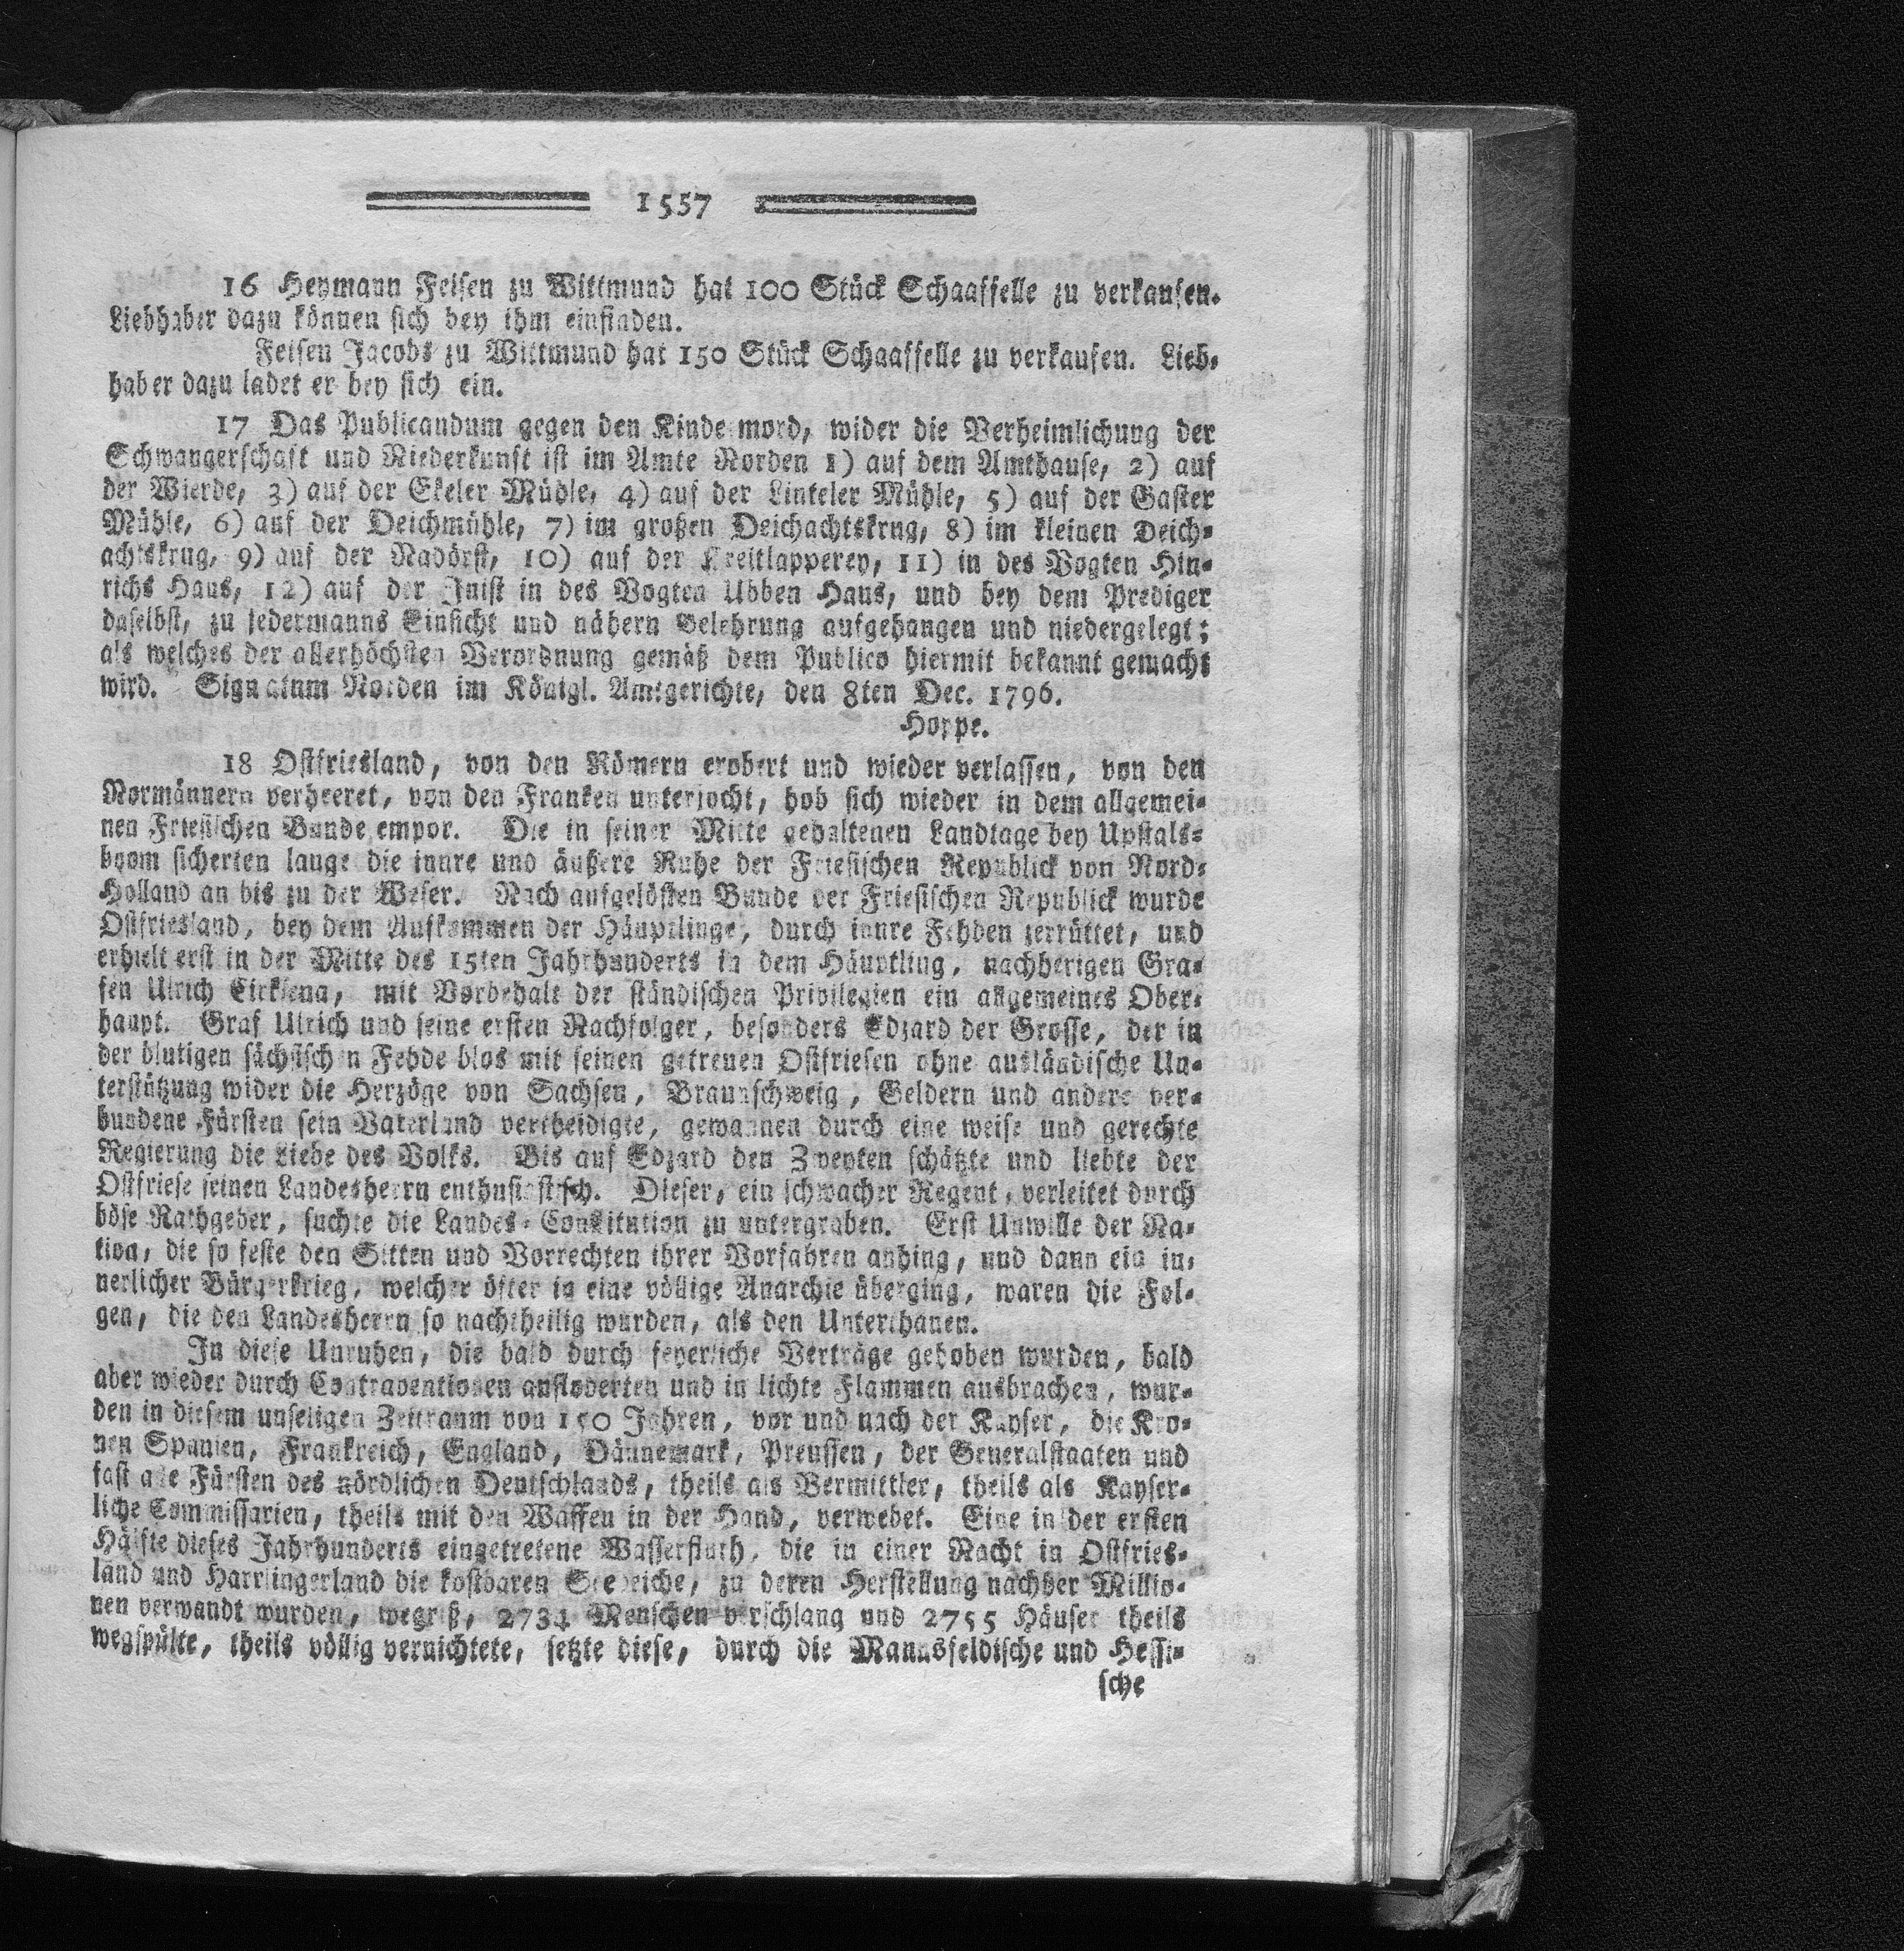 1557
16 Heymann Feisen zu Wittmund hat 100 Stück Schaaffelle zu verkaufen.
Liebhaber dazu können sich bey ihm einfinden.
Feisen Jacobs zu Wittmund hat 150 Stück Schaaffelle zu verkaufen. Lieb-
haber dazu ladet er bey sich ein.
17 Das Publicandum gegen den Kindermord, wider die Verheimlichung der
Schwangerschaft und Niederkunft ist im Amte Norden 1) auf dem Amthause, 2) auf
der Wierde, 3) auf der Ekeler Mühle, 4) auf der Linteler Mühle, 5) auf der Gaster
Mühle, 6) auf der Deichmühle, 7) im großen Deichachtskrug, 8) im kleinen Deich-
achtskrug, 9) auf der Nadörst, 10) auf der Kreitlapperey, 11) in des Vogten Hin-
richs Haus, 12) auf der Juist in des Vogten Ubben Haus, und bey dem Prediger
daselbst, zu jedermanns Einsicht und nähern Belehrung aufgehangen und niedergelegt;
als welches der allerhöchsten Verordnung gemäß dem Publico hiermit bekannt gemacht
wird. Signatum Norden im Königl. Amtgerichte, den 8ten Dec. 1796.
Hoppe.
18 Ostfriesland, von den Römern erobert und wieder verlassen, von den
Normännern verheeret, von den Franken unterjocht, hob sich wieder in dem allgemei-
nen Friesischen Bunde empor. Die in seiner Mitte gehaltenen Landtage bey Upstals-
boom sicherten lange die innre und äußere Ruhe der Friesischen Republick von Nord-
Holland an bis zu der Weser. Nach aufgelösten Bunde der Friesischen Republick wurde
Ostfriesland, bey dem Aufkommen der Häuptlinge, durch innre Fehden zerrüttet, und
erhielt erst in der Mitte des 15ten Jahrhunderts in dem Häuptling, nachherigen Gra-
fen Ulrich Cirksena, mit Vorbehalt der ständischen Privilegien ein allgemeines Ober-
haupt. Graf Ulrich und seine ersten Nachfolger, besonders Edzard der Grosse, der in
der blutigen sächsischen Fehde blos mit seinen getreuen Ostfriesen ohne ausländische Un-
terstützung wider die Herzöge von Sachsen, Braunschweig, Geldern und andere ver-
bundene Fürsten sein Vaterland vertheidigte, gewannen durch eine weise und gerechte
Regierung die Liebe des Volks. Bis auf Edzard den Zweyten schätzte und liebte der
Ostfriese seinen Landesherrn enthusiastisch. Dieser, ein schwacher Regent, verleitet durch
böse Rathgeber, suchte die Landes-Constitution zu untergraben. Erst Unwille der Na-
tion, die so feste den Sitten und Vorrechten ihrer Vorfahren anhing, und dann ein in-
nerlicher Bürgerkrieg, welcher öfter in eine völlige Anarchie überging, waren die Fol-
gen, die den Landesherrn so nachtheilig wurden, als den Unterthanen.
In diese Unruhen, die bald durch feyerliche Verträge gehoben wurden, bald
aber wieder durch Contraventionen aufloderten und in lichte Flammen ausbrachen, wur-
den in diesem unseligen Zeitraum von 150 Jahren, vor und nach der Kayser, die Kro-
nen Spanien, Frankreich, England, Dännemark, Preussen, der Generalstaaten und
fast alle Fürsten des nördlichen Deutschlands, theils als Vermittler, theils als Kayser-
liche Commissarien, theils mit den Waffen in der Hand, verwebet. Eine in der ersten
Hälfte dieses Jahrhunderts eingetretene Wasserfluth, die in einer Nacht in Ostfries-
land und Harrlingerland die kostbaren Seedeiche, zu deren Herstellung nachher Millio-
nen verwandt wurden, wegriß, 2734 Menschen verschlang und 2755 Häuser theils
wegspülte, theils völlig vernichtete, setzte diese, durch die Mannsfeldische und Hessi-
sche